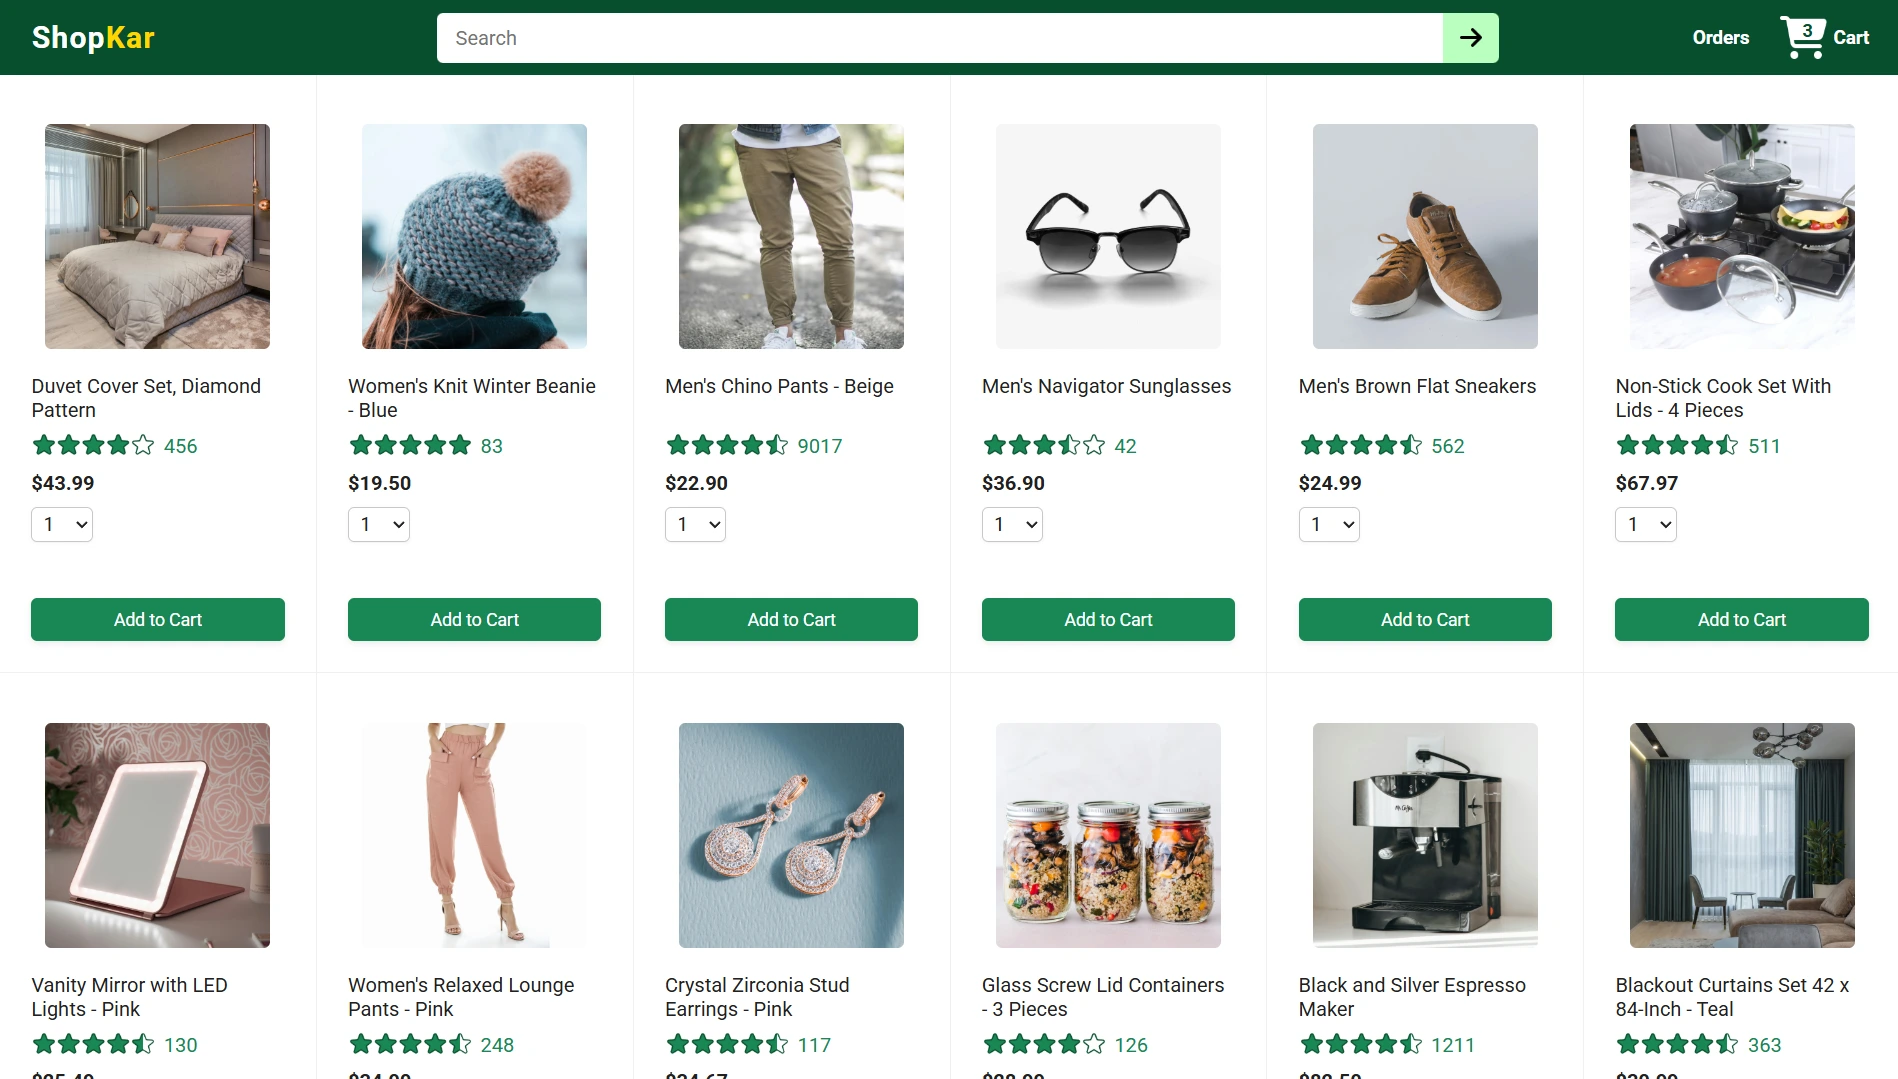 ShopKar
Search
Orders
3
Cart
Duvet Cover Set, Diamond
Pattern
456
$43.99
1
Add to Cart
Women's Knit Winter Beanie
- Blue
83
$19.50
1
Add to Cart
Men's Chino Pants - Beige
9017
$22.90
1
Add to Cart
Men's Navigator Sunglasses
42
$36.90
1
Add to Cart
Men's Brown Flat Sneakers
562
$24.99
1
Add to Cart
Non-Stick Cook Set With
Lids - 4 Pieces
511
$67.97
1
Add to Cart
Vanity Mirror with LED
Lights - Pink
130
Women's Relaxed Lounge
Pants - Pink
248
Crystal Zirconia Stud
Earrings - Pink
117
Glass Screw Lid Containers
- 3 Pieces
126
Black and Silver Espresso
Maker
1211
Blackout Curtains Set 42 x
84-Inch - Teal
363